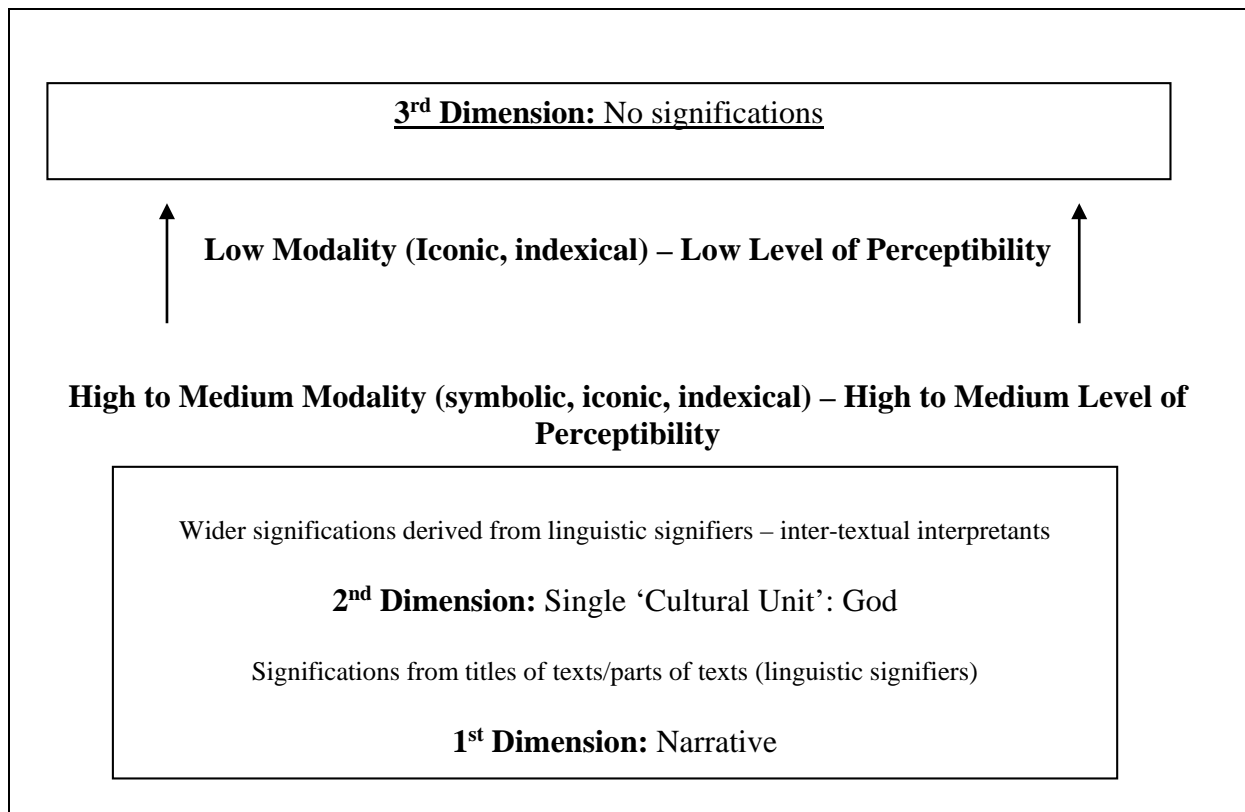 3rd Dimension: No significations
Low Modality (Iconic, indexical) – Low Level of Perceptibility
High to Medium Modality (symbolic, iconic, indexical) – High to Medium Level of
Perceptibility
Wider significations derived from linguistic signifiers – inter-textual interpretants
2nd Dimension: Single ‘Cultural Unit’: God
Significations from titles of texts/parts of texts (linguistic signifiers)
1st Dimension: Narrative